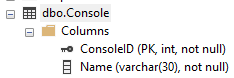 dbo.Console
Columns
ConsoleID (PK, int, not null)
Name (varchar(30), not null)